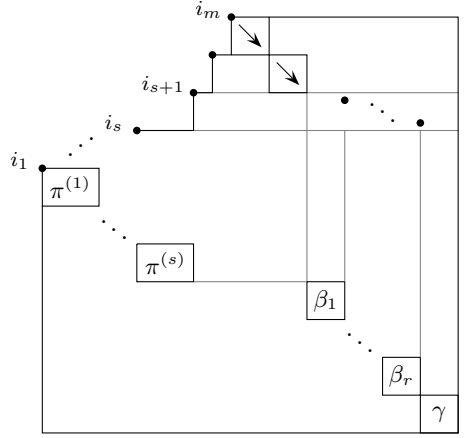 i_m
i_{s+1}
i_s
i_1
π^{(1)}
π^{(s)}
β_1
β_r
γ